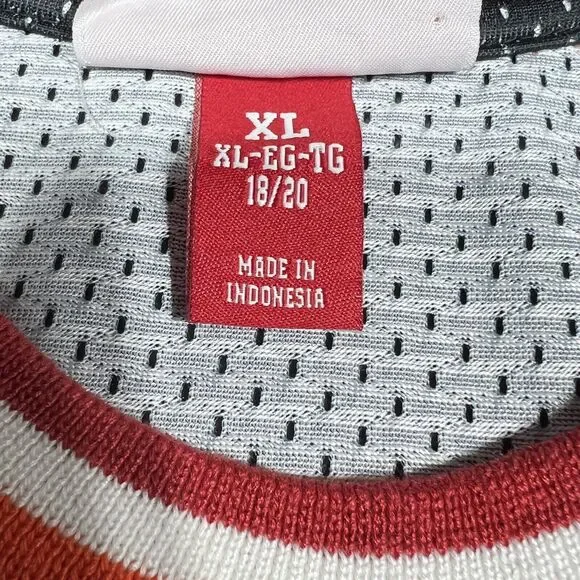 XL
XL-EG-TG
18/20
MADE IN
INDONESIA